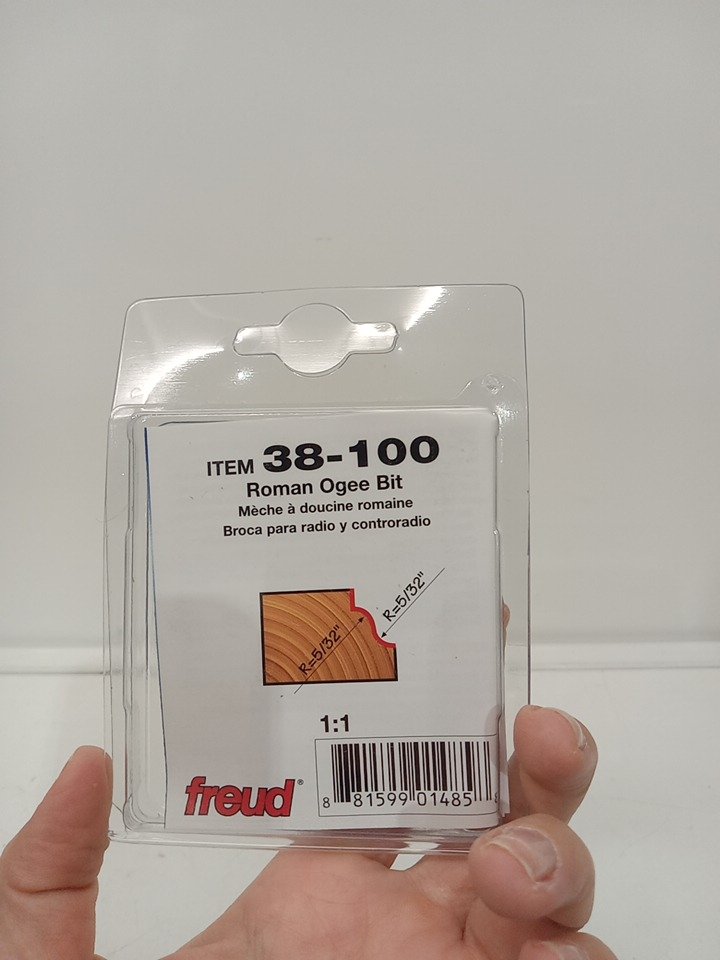 ITEM 38-100
Roman Ogee Bit
Mèche à doucine romaine
Broca para radio y controradio
R=5/32"
R=5/32"
1:1
freud®
8 81599 01485 8